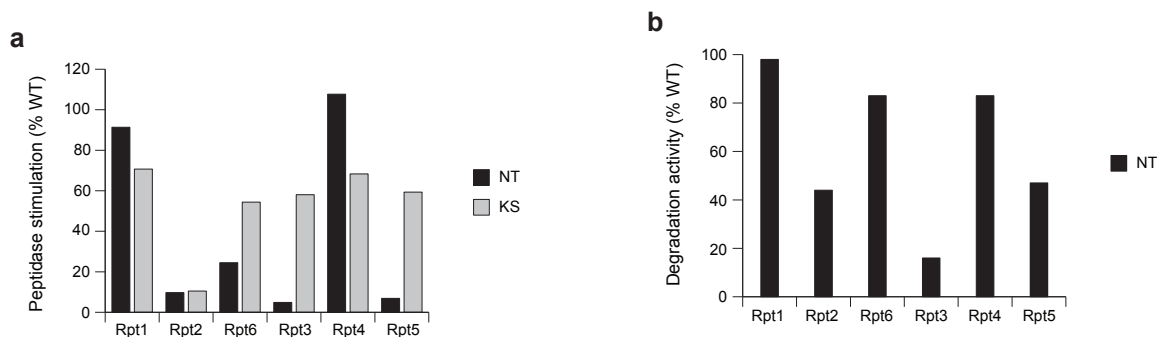 a
Peptidase stimulation (% WT)
120
100
80
60
40
20
0
Rpt1 Rpt2 Rpt6 Rpt3 Rpt4 Rpt5
NT
KS
b
Degradation activity (% WT)
100
80
60
40
20
0
Rpt1 Rpt2 Rpt6 Rpt3 Rpt4 Rpt5
NT